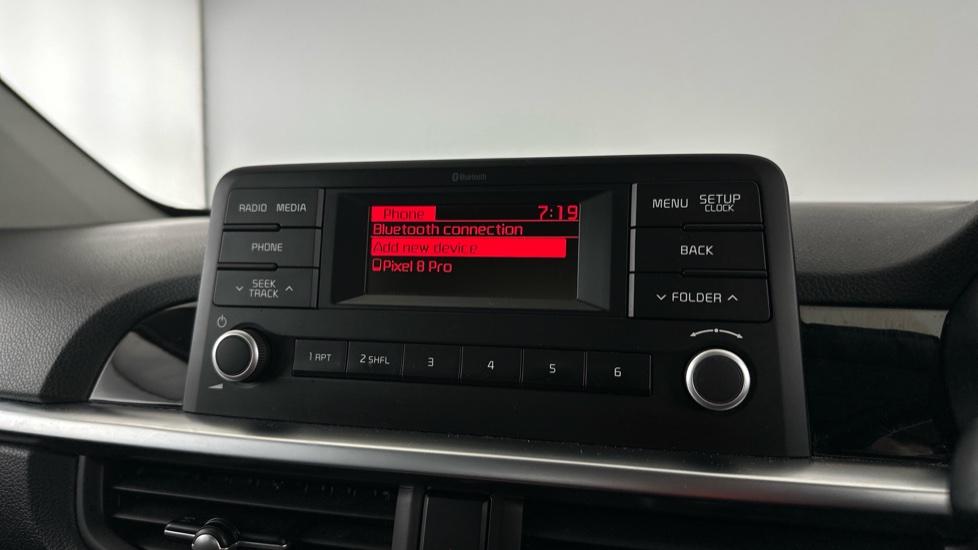 Bluetooth
RADIO MEDIA
PHONE
SEEK
TRACK
Phone 7:19
Bluetooth connection
Add new device
Pixel 8 Pro
MENU SETUP
CLOCK
BACK
FOLDER
1 RPT 2 SHFL 3 4 5 6